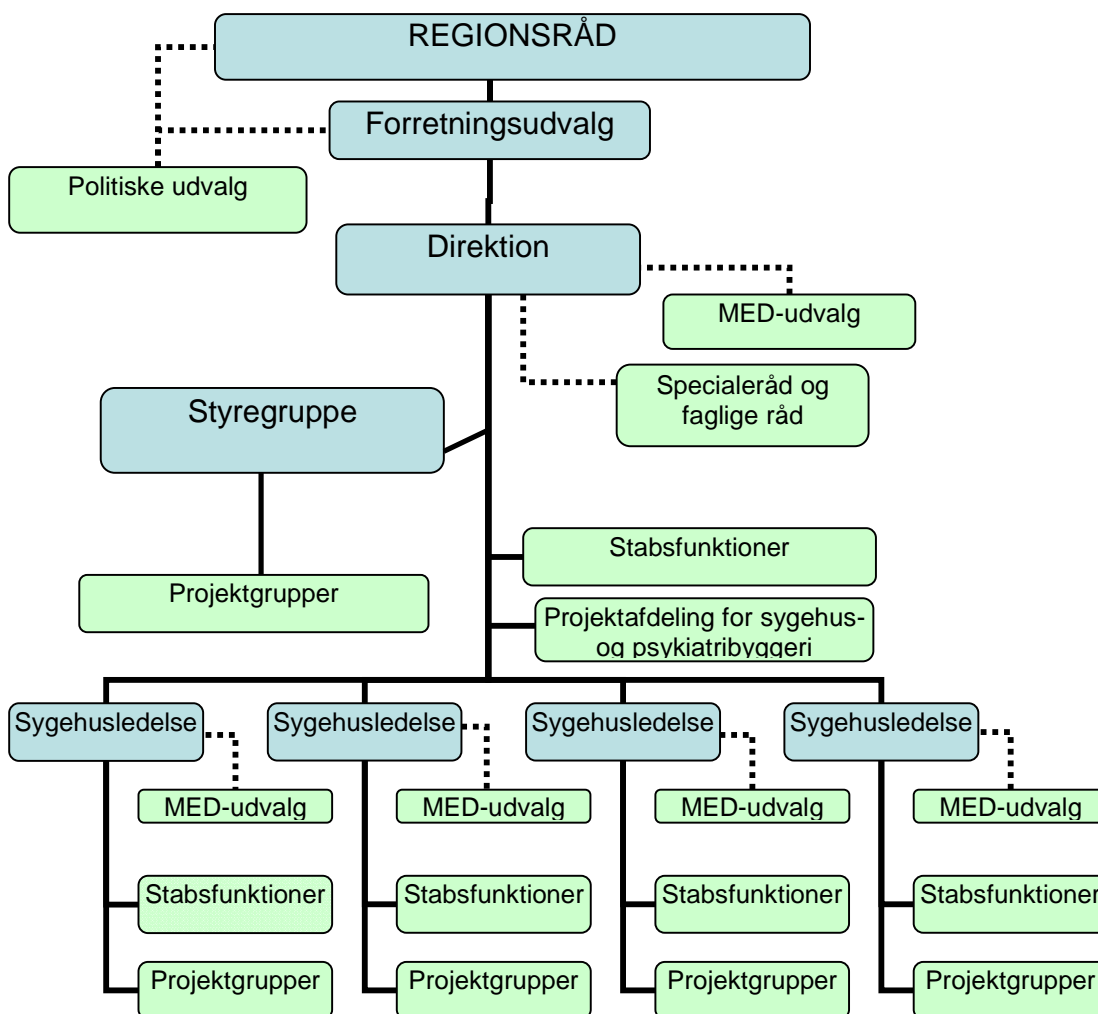 REGIONSRÅD
Forretningsudvalg
Politiske udvalg
Direktion
MED-udvalg
Specialeråd og
faglige råd
Styregruppe
Stabsfunktioner
Projektgrupper
Projektafdeling for sygehus-
og psykiatribyggeri
Sygehusledelse
Sygehusledelse
Sygehusledelse
Sygehusledelse
MED-udvalg
MED-udvalg
MED-udvalg
MED-udvalg
Stabsfunktioner
Stabsfunktioner
Stabsfunktioner
Stabsfunktioner
Projektgrupper
Projektgrupper
Projektgrupper
Projektgrupper